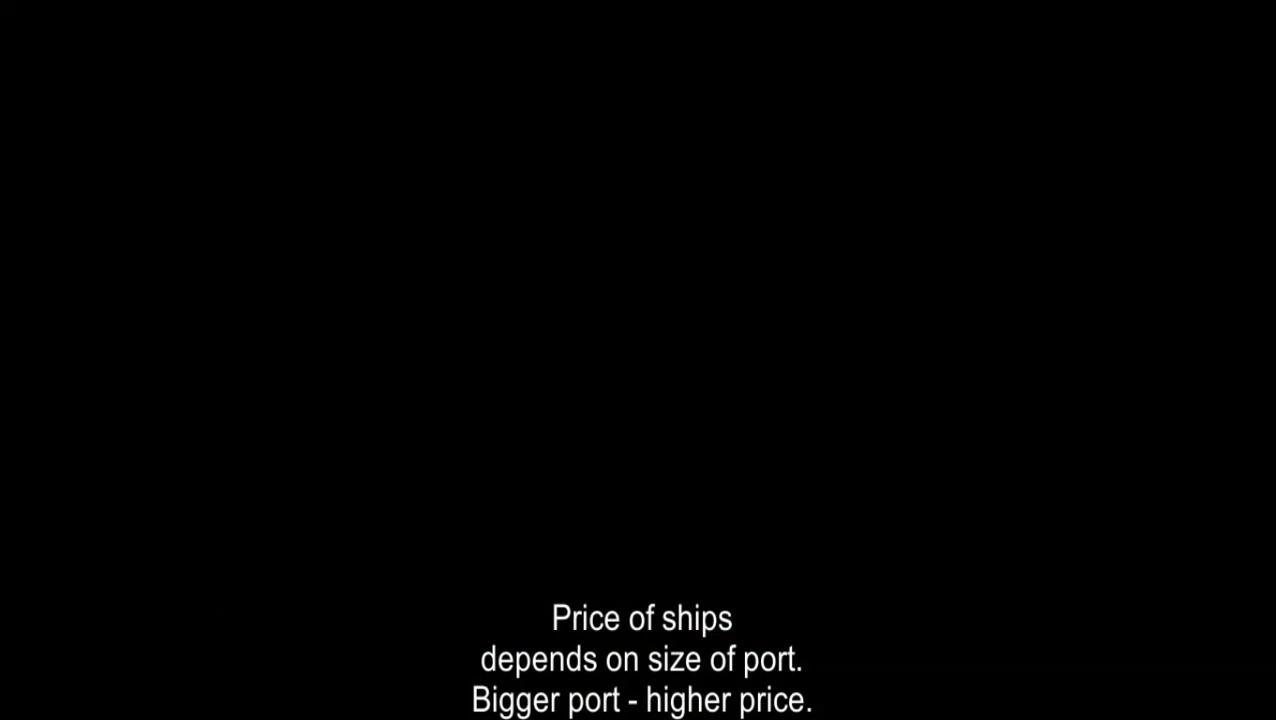 Price of ships
depends on size of port.
Bigger port - higher price.